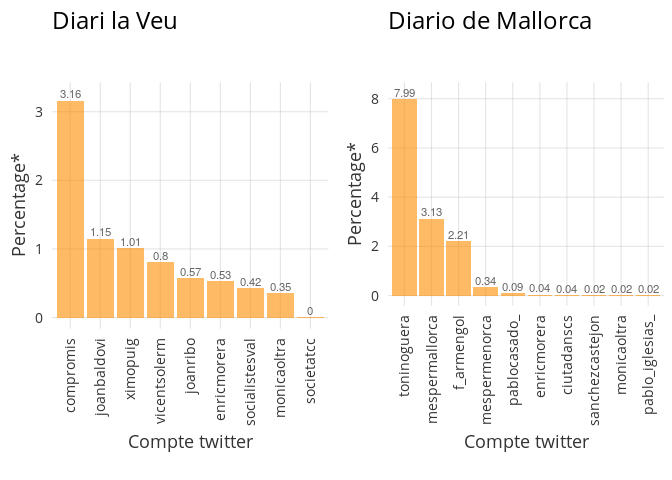 Diari la Veu
Percentage*
3
2
1
0
3.16
1.15
1.01
0.8
0.57
0.53
0.42
0.35
0
compromis
joanbaldovi
ximopuig
vicentsolerm
joanribo
enricmorera
socialistesval
monicaoltra
societatcc
Compte twitter
Diario de Mallorca
Percentage*
8
6
4
2
0
7.99
3.13
2.21
0.34
0.09
0.04
0.04
0.02
0.02
0.02
toninoguera
mespermallorca
f_armengol
mespermenorca
pablocasado_
enricmorera
ciutadanscs
sanchezcastejon
monicaoltra
pablo_iglesias_
Compte twitter